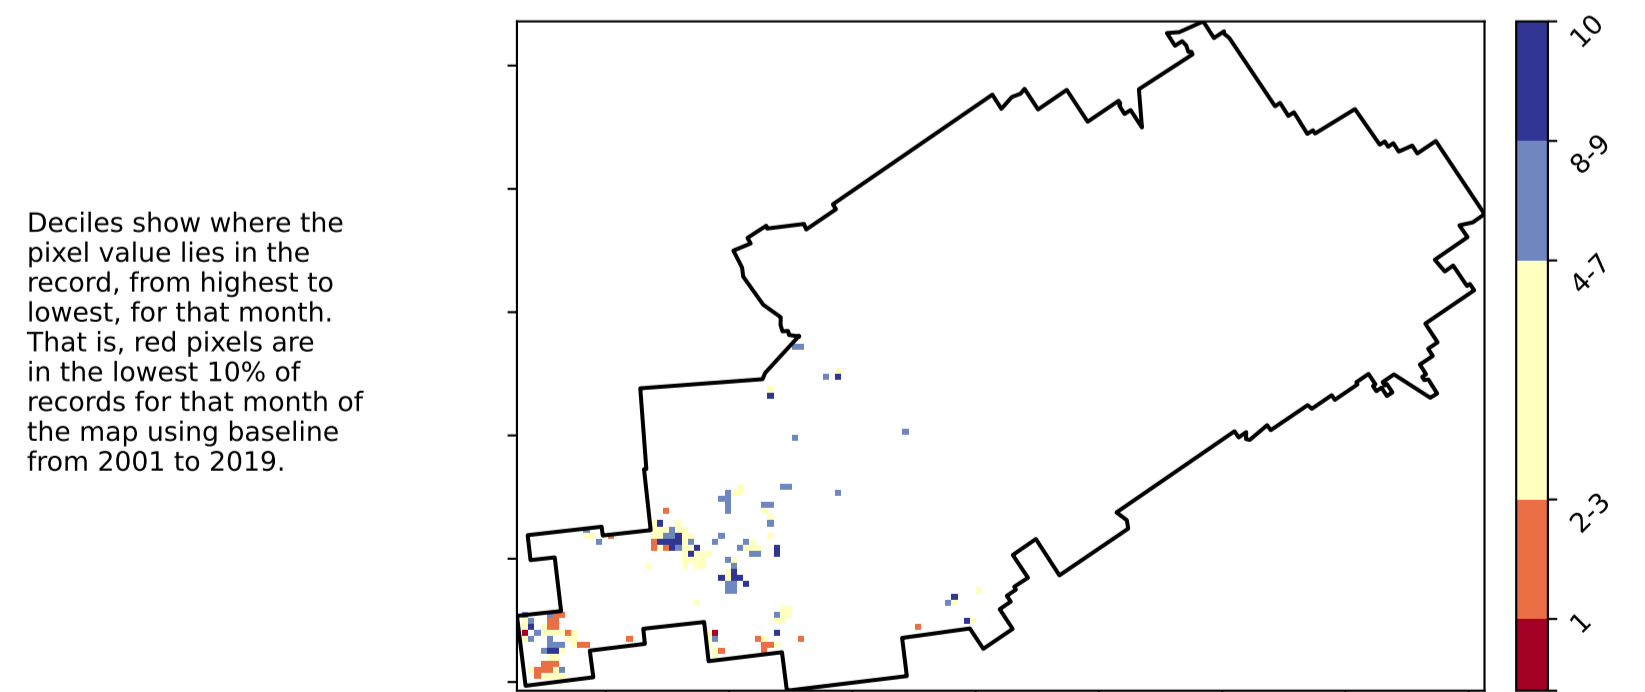 Deciles show where the
pixel value lies in the
record, from highest to
lowest, for that month.
That is, red pixels are
in the lowest 10% of
records for that month of
the map using baseline
from 2001 to 2019.
10
8-9
4-7
2-3
1